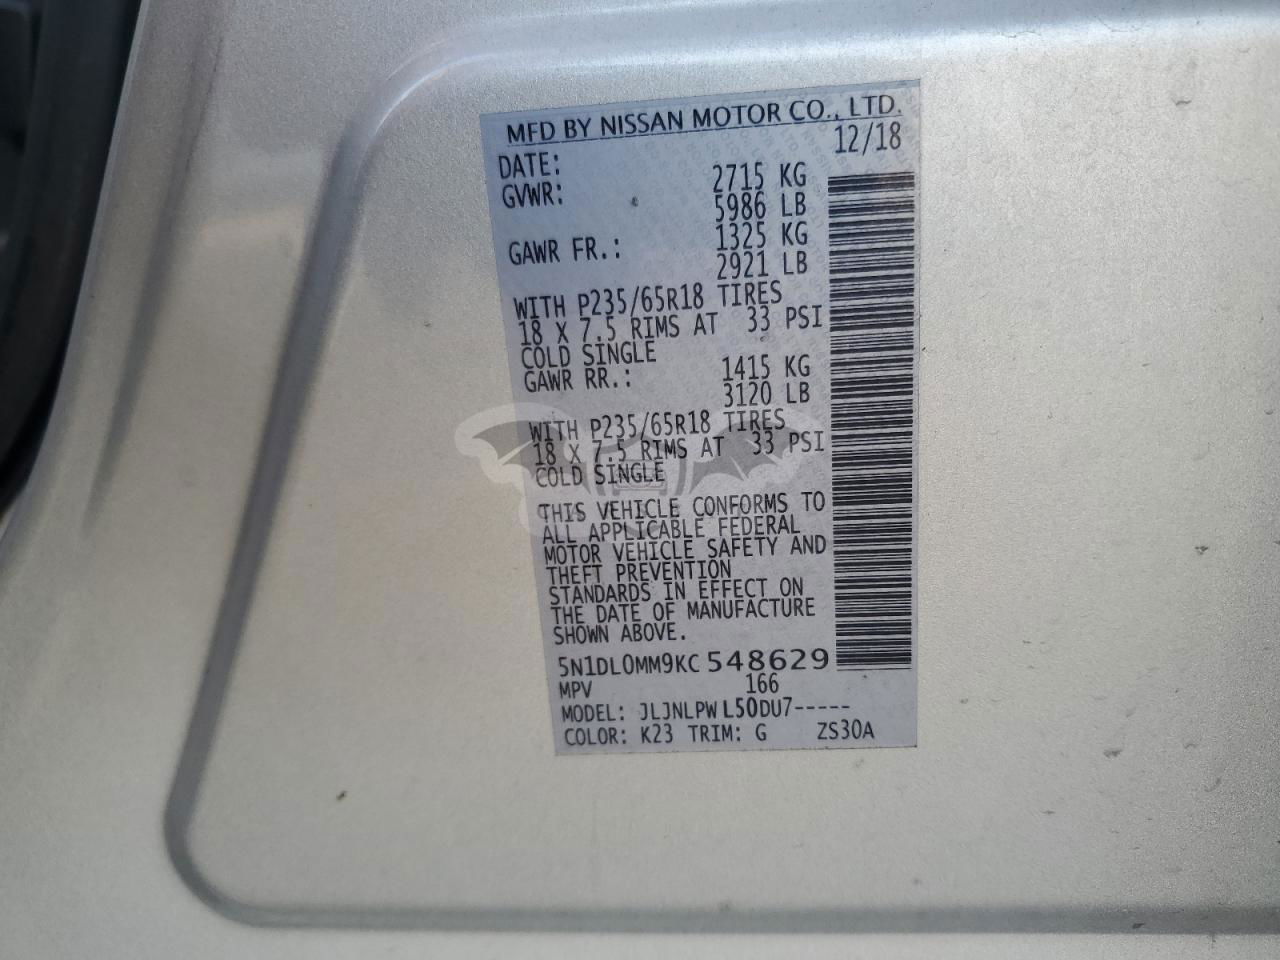 MFD BY NISSAN MOTOR CO., LTD.
DATE: 12/18
GVWR: 2715 KG
5986 LB
GAWR FR.: 1325 KG
2921 LB
WITH P235/65R18 TIRES
18 X 7.5 RIMS AT 33 PSI
COLD SINGLE
GAWR RR.: 1415 KG
3120 LB
WITH P235/65R18 TIRES
18 X 7.5 RIMS AT 33 PSI
COLD SINGLE
THIS VEHICLE CONFORMS TO
ALL APPLICABLE FEDERAL
MOTOR VEHICLE SAFETY AND
THEFT PREVENTION
STANDARDS IN EFFECT ON
THE DATE OF MANUFACTURE
SHOWN ABOVE.
5N1DL0MM9KC548629
MPV 166
MODEL: JLJNLPWL50DU7-----
COLOR: K23 TRIM: G ZS30A